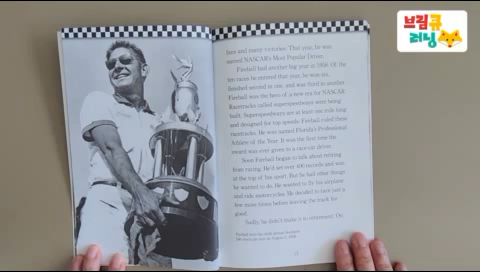 브림큐
러닝
fans and many victories. That year, he was
named NASCAR's Most Popular Driver.
Fireball had another big year in 1958. Of the
ten races he entered that year, he won six,
finished second in one, and was third in another.
Fireball was the hero of a new era for NASCAR.
Racetracks called superspeedways were being
built. Superspeedways are at least one mile long
and designed for top speeds. Fireball ruled these
racetracks. He was named Florida's Professional
Athlete of the Year. It was the first time the
award was ever given to a race car driver.
Soon Fireball began to talk about retiring
from racing. He'd set over 400 records and was
at the top of his sport. But he had other things
he wanted to do. He wanted to fly his airplane
and ride motorcycles. He decided to race just a
few more times before leaving the track for
good.
Sadly, he didn't make it to retirement. On